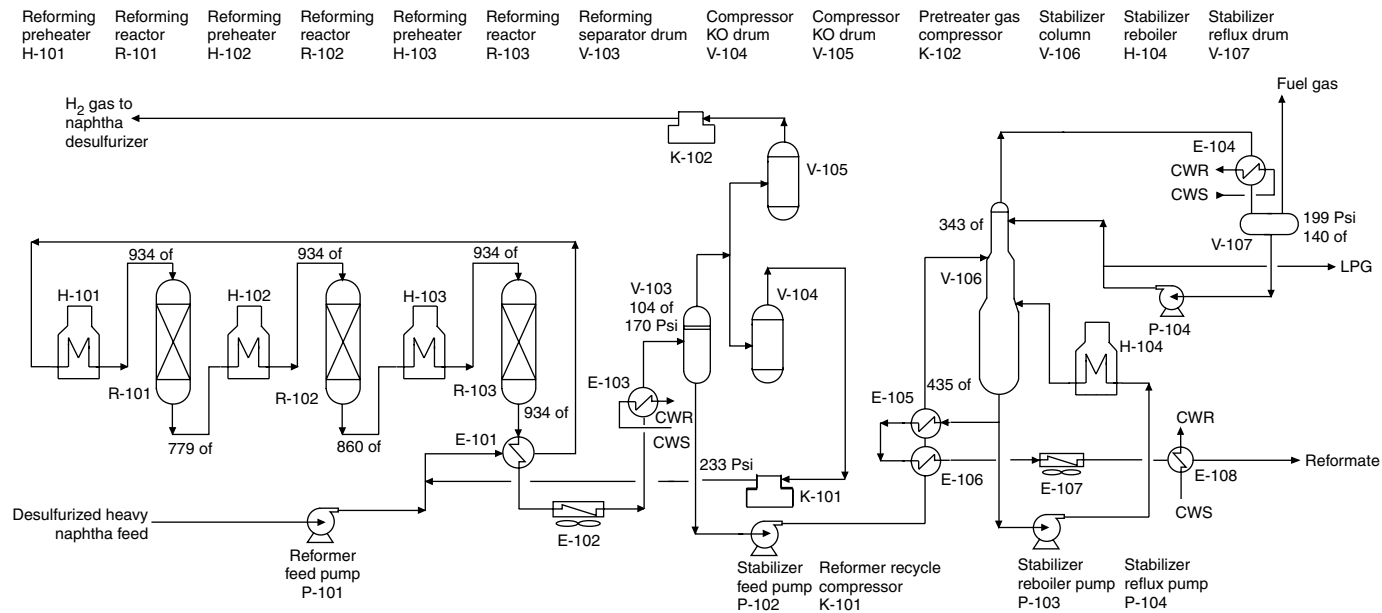 Reforming
preheater
H-101
Reforming
reactor
R-101
Reforming
preheater
H-102
Reforming
reactor
R-102
Reforming
preheater
H-103
Reforming
reactor
R-103
Reforming
separator drum
V-103
Compressor
KO drum
V-104
Compressor
KO drum
V-105
Pretreater gas
compressor
K-102
Stabilizer
column
V-106
Stabilizer
reboiler
H-104
Stabilizer
reflux drum
V-107
Fuel gas
H2 gas to
naphtha
desulfurizer
K-102
V-105
E-104
CWR
CWS
199 Psi
140 of
V-107
343 of
V-106
LPG
P-104
934 of
934 of
934 of
H-101
H-102
H-103
V-103
104 of
170 Psi
V-104
H-104
R-101
R-102
R-103
E-103
CWR
CWS
435 of
E-105
779 of
860 of
934 of
E-101
233 Psi
K-101
E-106
E-107
CWR
E-108
CWS
Reformate
Desulfurized heavy
naphtha feed
E-102
Reformer
feed pump
P-101
Stabilizer
feed pump
P-102
Reformer recycle
compressor
K-101
Stabilizer
reboiler pump
P-103
Stabilizer
reflux pump
P-104